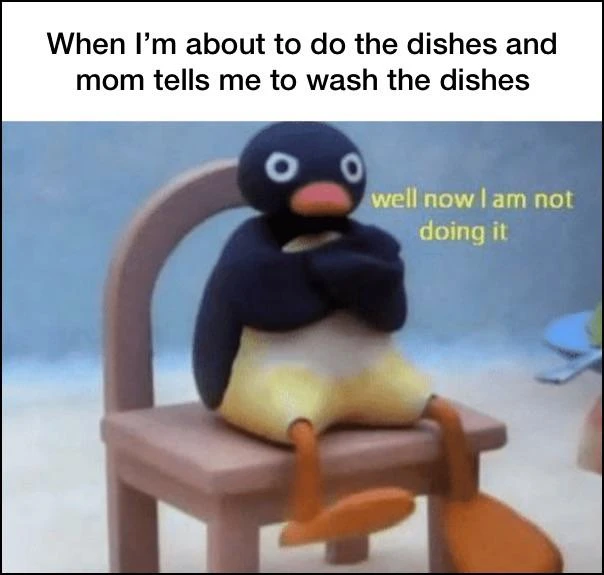 When I’m about to do the dishes and
mom tells me to wash the dishes
well now I am not
doing it